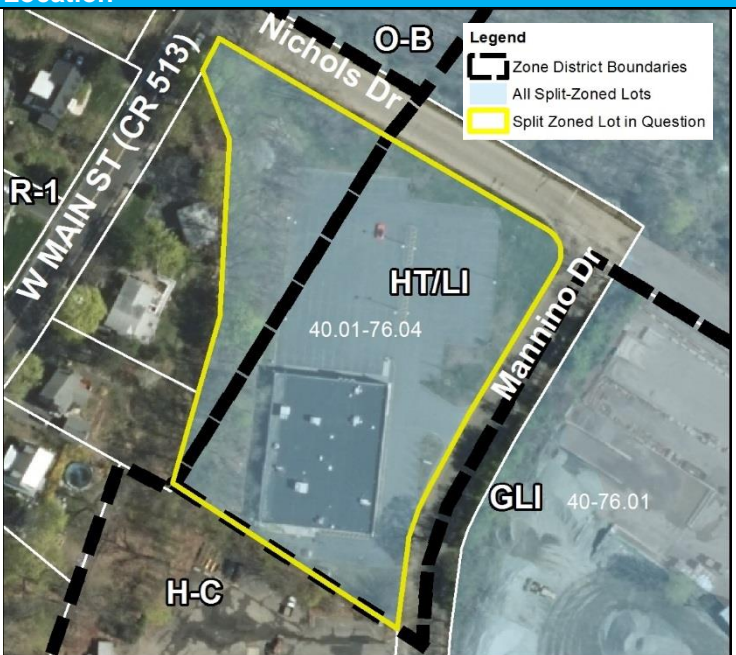 Location
Nichols Dr
O-B
Legend
Zone District Boundaries
All Split-Zoned Lots
Split Zoned Lot in Question
W MAIN ST (CR 513)
R-1
HT/LI
40.01-76.04
Mannino Dr
GLI
40-76.01
H-C